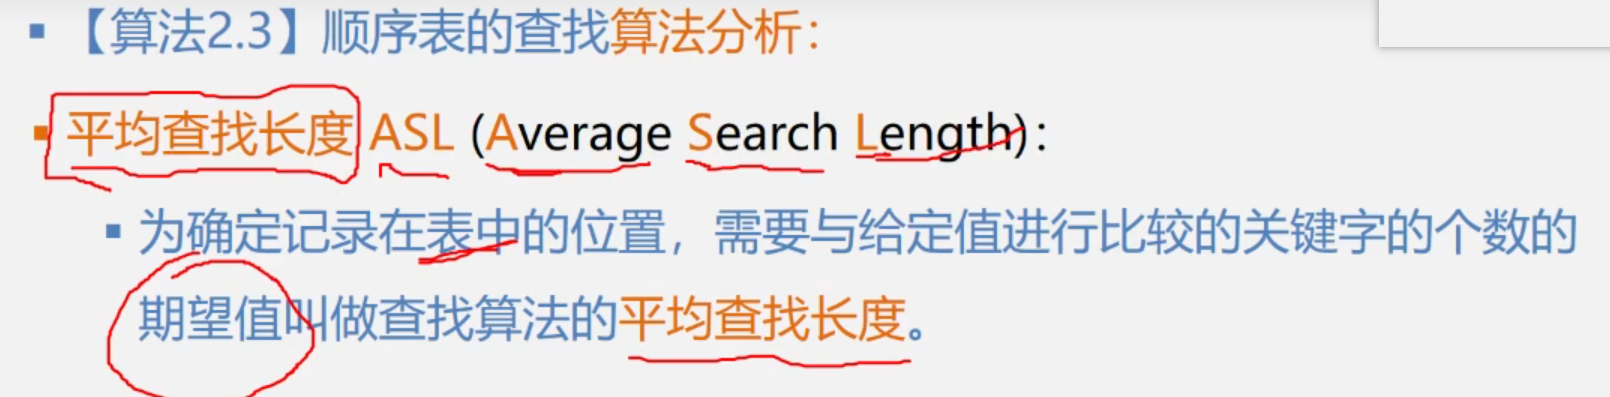 【算法2.3】顺序表的查找算法分析：
平均查找长度 ASL (Average Search Length)：
为确定记录在表中的位置，需要与给定值进行比较的关键字的个数的
期望值叫做查找算法的平均查找长度。